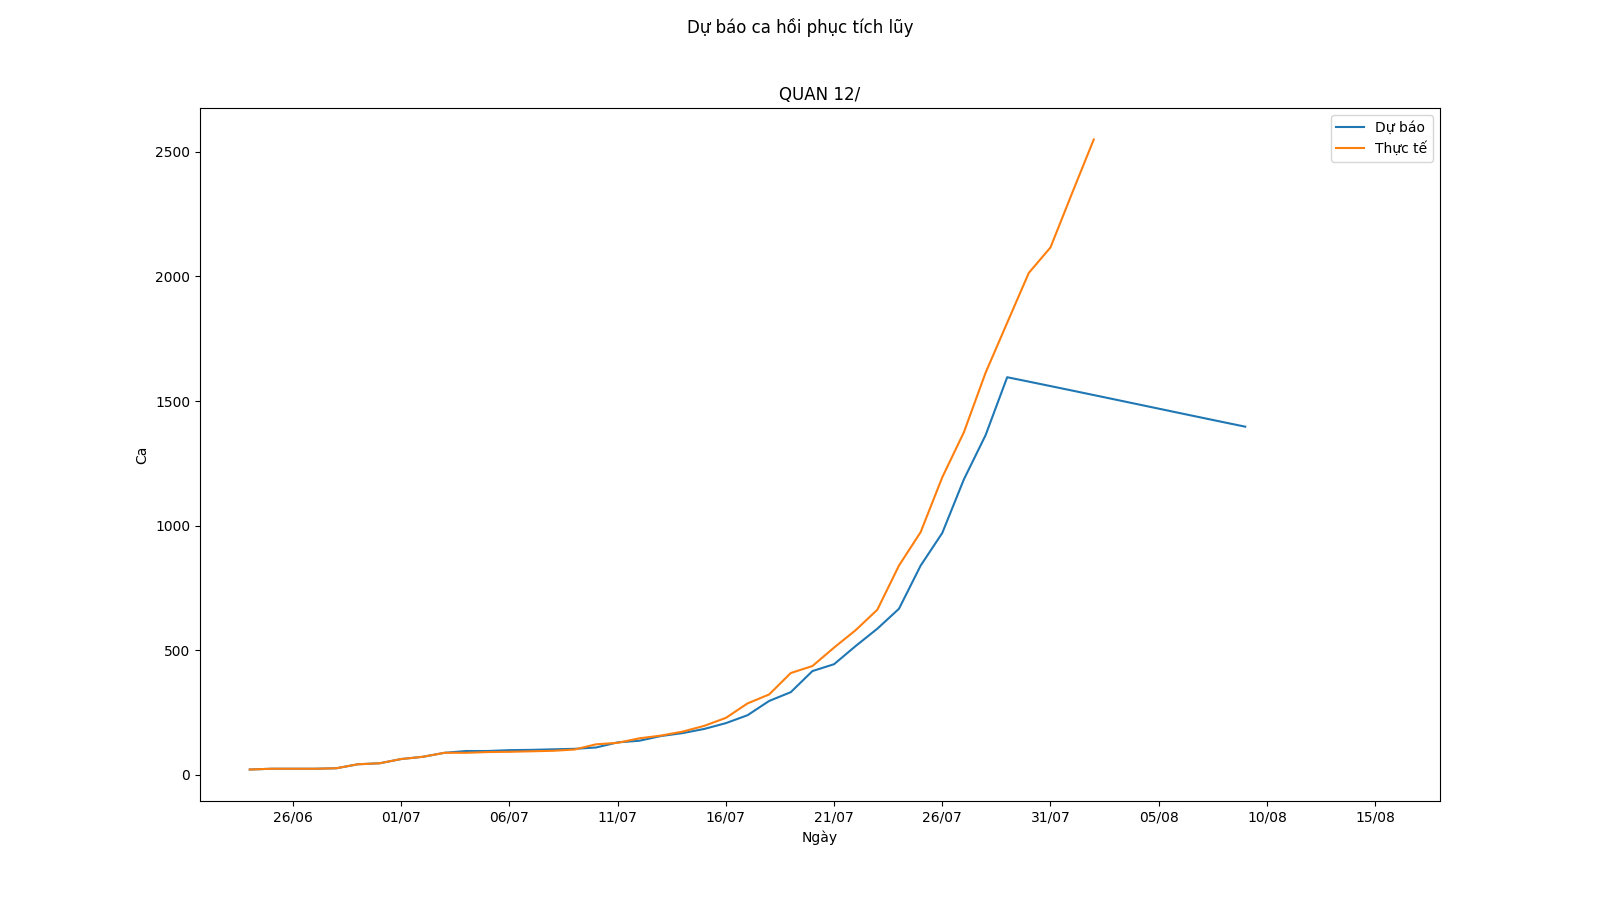 Dự báo ca hồi phục tích lũy
QUAN 12/
Dự báo
Thực tế
2500
2000
1500
1000
500
0
Ca
26/06 01/07 06/07 11/07 16/07 21/07 26/07 31/07 05/08 10/08 15/08
Ngày